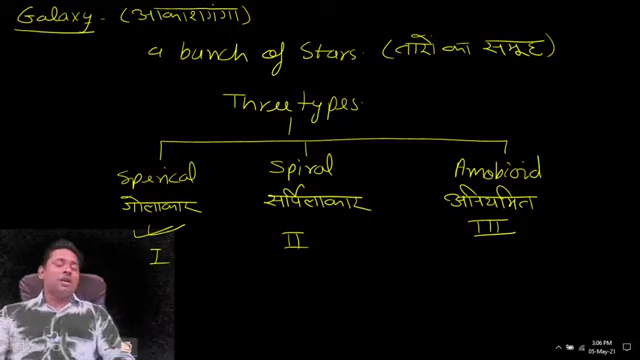 Galaxy - (आकाशगंगा)
a bunch of Stars. (तारो का समूह)
Three types.
Sperical Spiral Amobioid
गोलाकार सर्पिलाकार अनियमित
I II III
3:06 PM
05-May-21